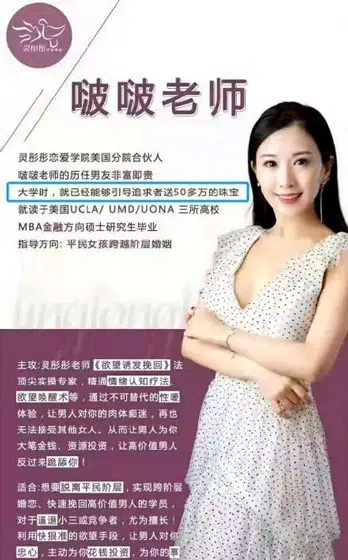 灵彤彤
啵啵老师
灵彤彤恋爱学院美国分院合伙人
啵啵老师的历任男友非富即贵
大学时,就已经能够引导追求者送50多万的珠宝
就读于美国UCLA/ UMD/UONA 三所高校
MBA金融方向硕士研究生毕业
指导方向: 平民女孩跨越阶层婚姻
主攻:灵彤彤老师《欲望诱发挽回》法
顶尖实操专家,精通情绪认知疗法、
欲望唤醒术等,通过不可替代的性暖
体验,让男人对你的肉体痴迷,再也
无法接受其他女人、从而让男人为你
大笔金钱、资源投资,让高价值男人
反过来跪舔你!
适合:想要脱离平民阶层,实现跨阶层
婚恋、快速挽回高价值男人的学员,
对于逼退小三或竞争者,尤为擅长!
利用快狠准的欲望手段,让男人对你
忠心,主动为你花钱投资,为你的事